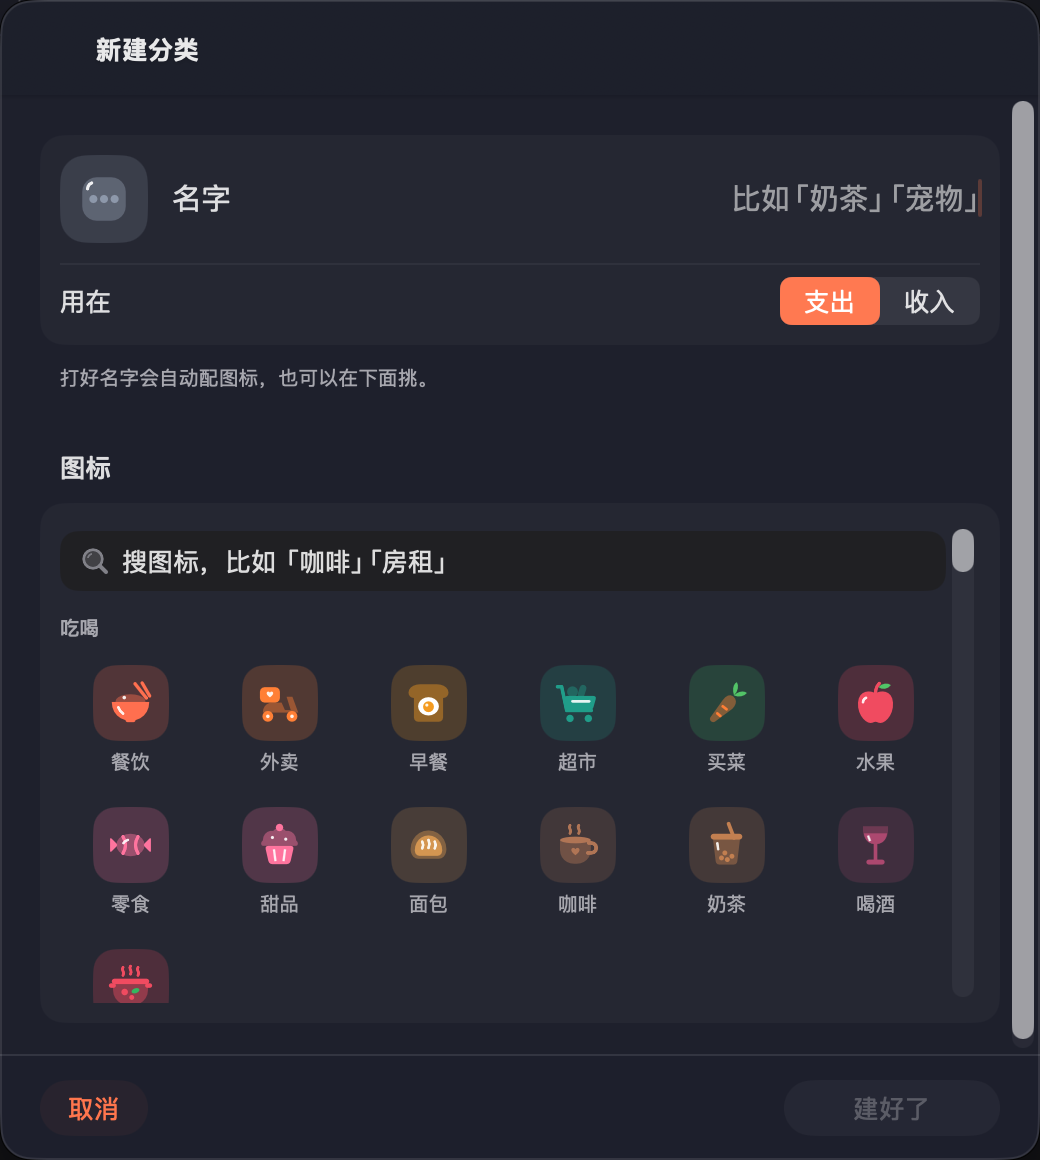 新建分类
名字
比如「奶茶」「宠物」
用在
支出
收入
打好名字会自动配图标，也可以在下面挑。
图标
搜图标，比如「咖啡」「房租」
吃喝
餐饮
外卖
早餐
超市
买菜
水果
零食
甜品
面包
咖啡
奶茶
喝酒
取消
建好了